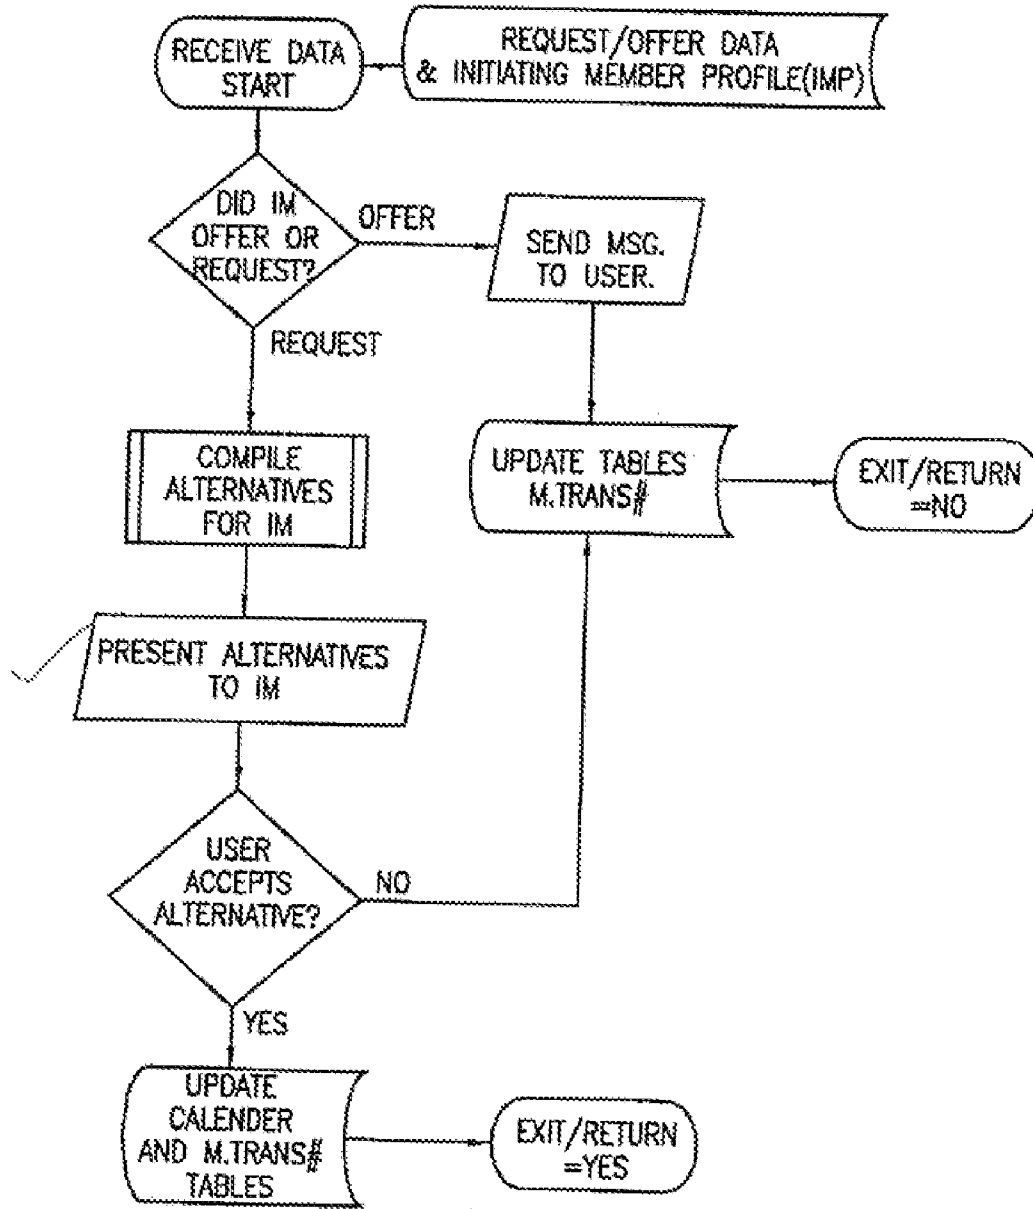 RECEIVE DATA
START
REQUEST/OFFER DATA
& INITIATING MEMBER PROFILE(IMP)
DID IM
OFFER OR
REQUEST?
OFFER
SEND MSG.
TO USER.
REQUEST
COMPILE
ALTERNATIVES
FOR IM
UPDATE TABLES
M.TRANS#
EXIT/RETURN
=NO
PRESENT ALTERNATIVES
TO IM
USER
ACCEPTS
ALTERNATIVE?
NO
YES
UPDATE
CALENDER
AND M.TRANS#
TABLES
EXIT/RETURN
=YES